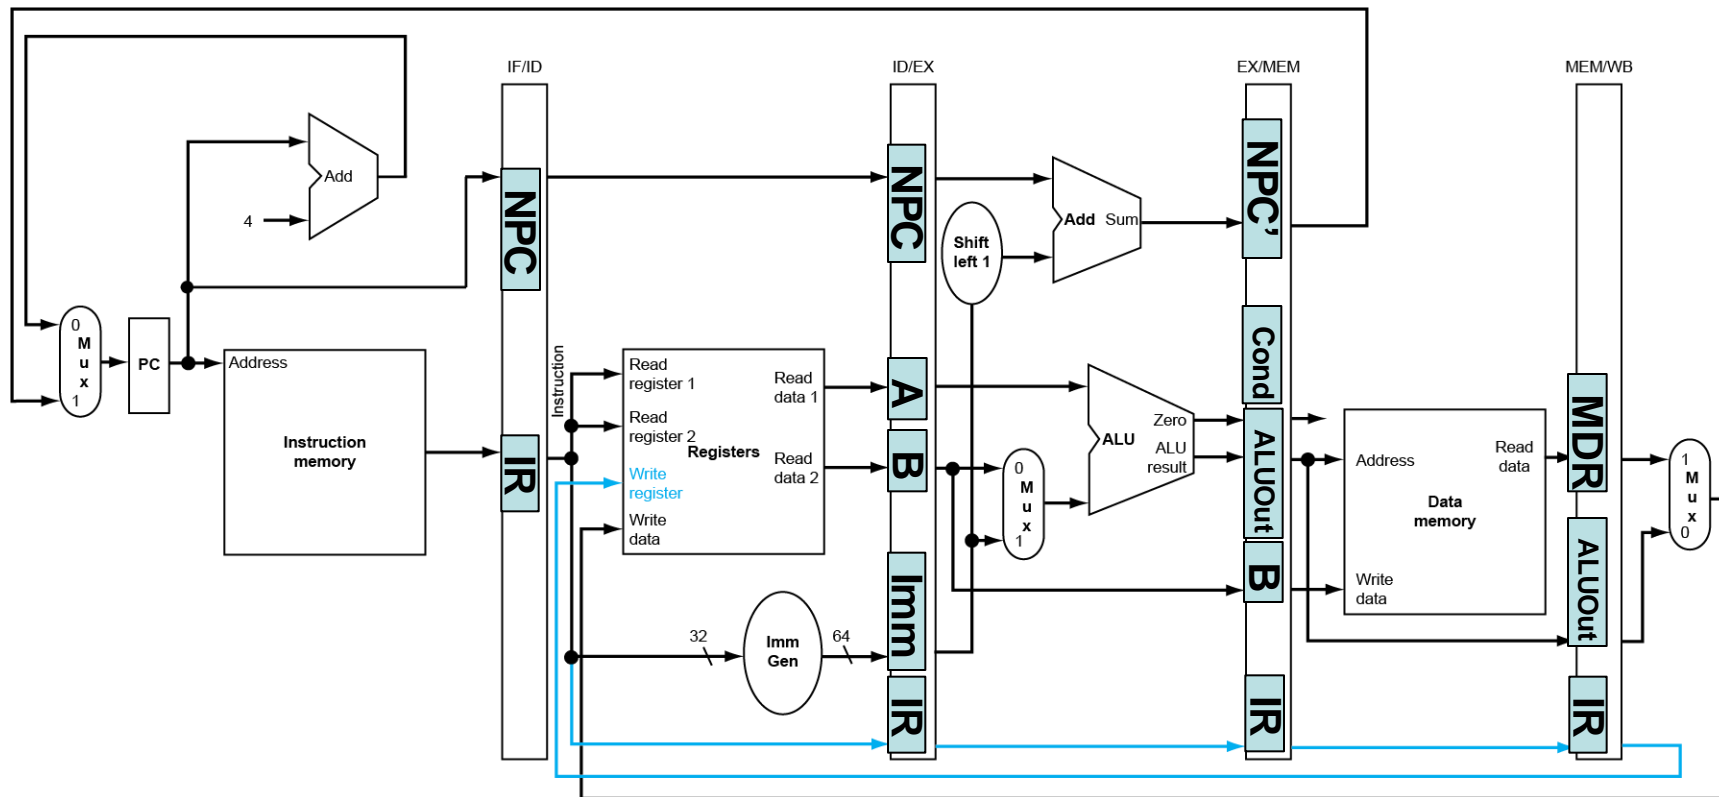 IF/ID
ID/EX
EX/MEM
MEM/WB
Add
4
NPC
NPC
Shift
left 1
Add Sum
NPC'
0
M
u
x
1
PC
Address
Instruction
memory
IR
Instruction
Read
register 1
Read
register 2
Registers
Write
register
Write
data
Read
data 1
Read
data 2
A
B
0
M
u
x
1
Zero
ALU
ALU
result
Cond
ALUOut
B
Address
Read
data
Data
memory
Write
data
MDR
ALUOut
1
M
u
x
0
32
Imm
Gen
64
Imm
IR
IR
IR